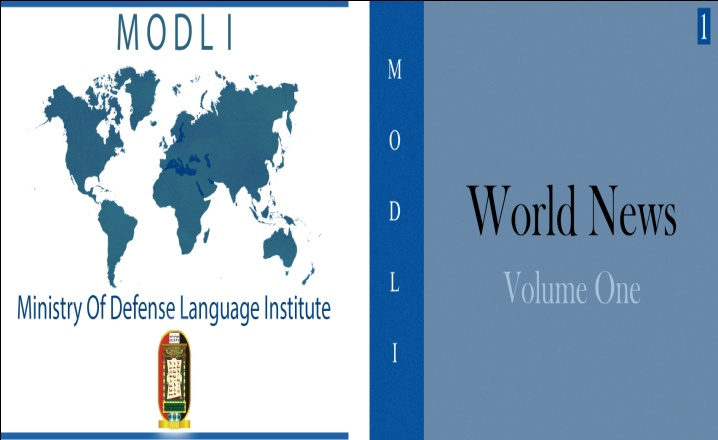 MODLI
Ministry Of Defense Language Institute
M
O
D
L
I
1
World News
Volume One